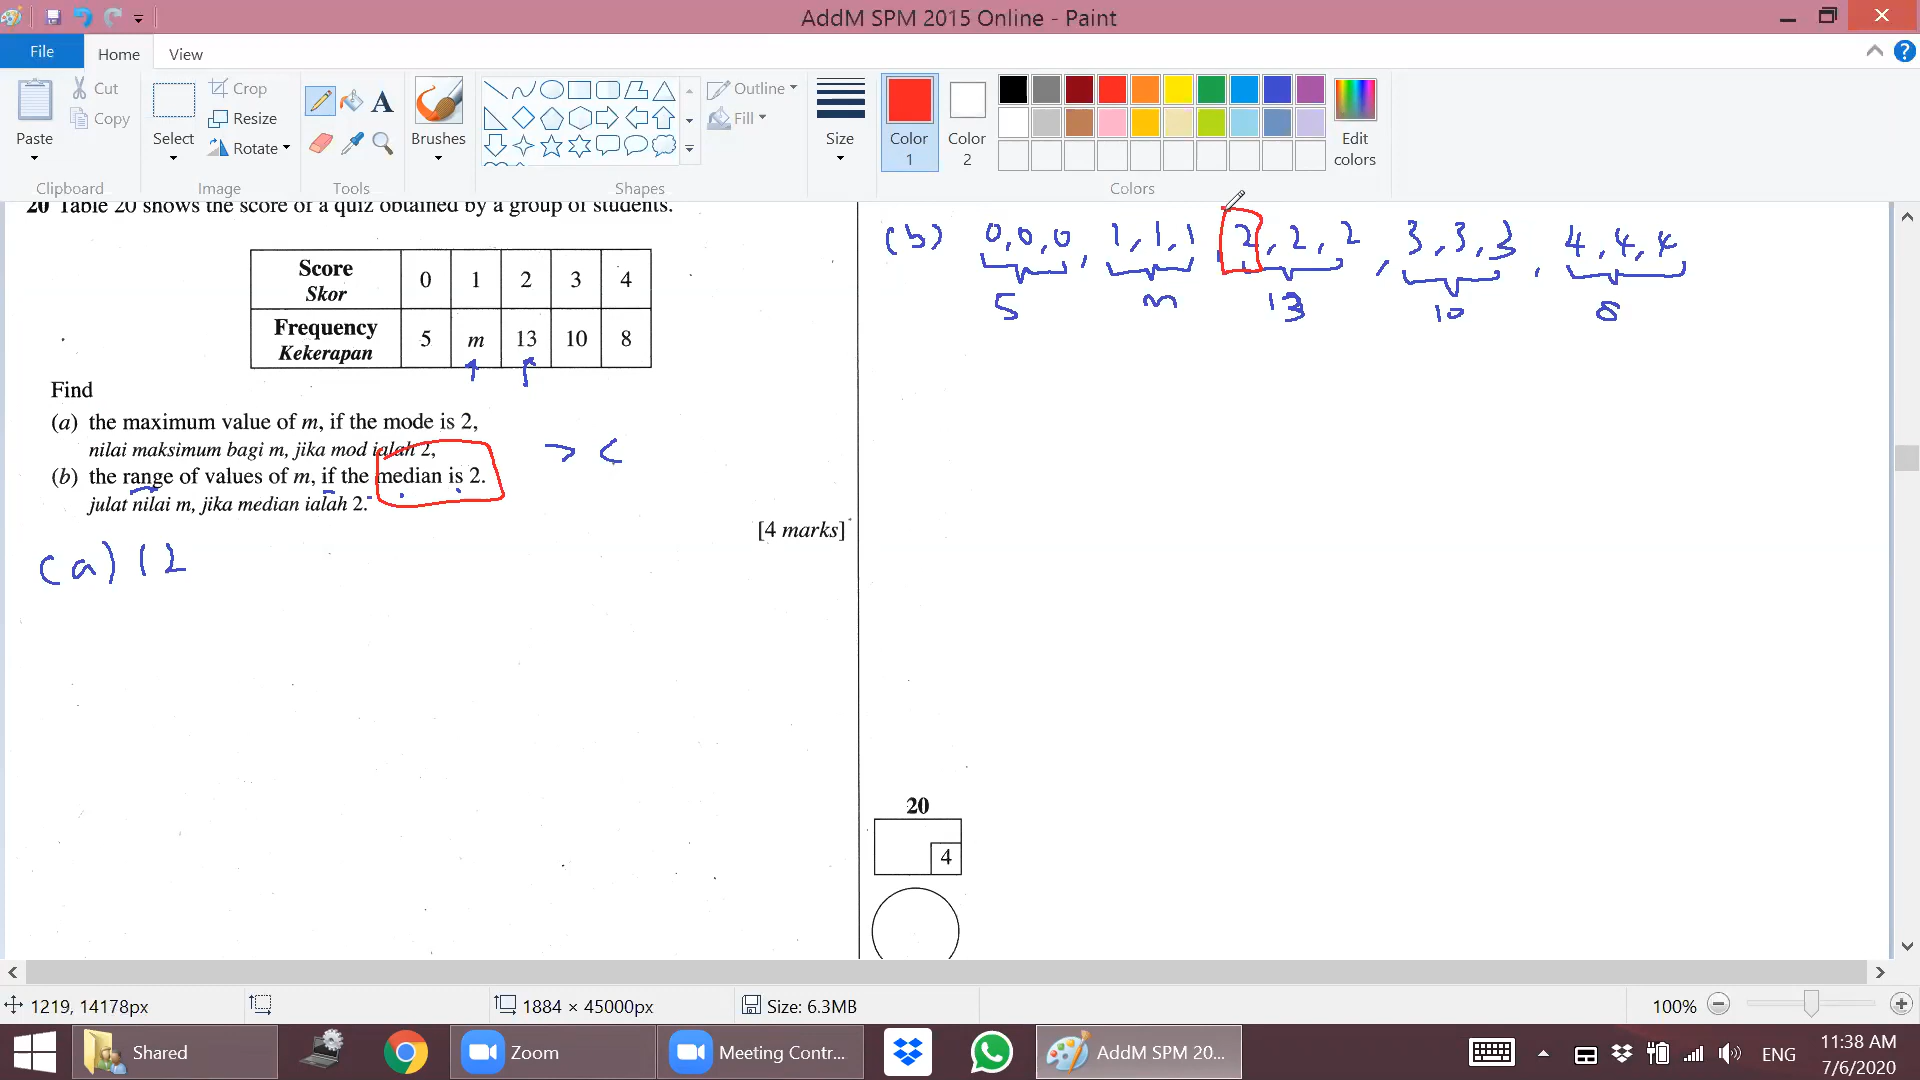 AddM SPM 2015 Online - Paint
File Home View
Paste
Cut
Copy
Clipboard
Select
Crop
Resize
Rotate
Image
A
Tools
Brushes
Shapes
Outline
Fill
Size
Color 1
Color 2
Edit colors
Colors
20 Table 20 shows the score of a quiz obtained by a group of students.
Score Skor 0 1 2 3 4
Frequency Kekerapan 5 m 13 10 8
Find
(a) the maximum value of m, if the mode is 2,
nilai maksimum bagi m, jika mod ialah 2,
> <
(b) the range of values of m, if the median is 2.
julat nilai m, jika median ialah 2.
[4 marks]
(a) 12
(b) 0,0,0, 1,1,1, 2,2,2, 3,3,3, 4,4,4
5 m 13 10 8
20
4
1219, 14178px
1884 × 45000px
Size: 6.3MB
100%
Shared
Zoom
Meeting Contr...
AddM SPM 20...
ENG
11:38 AM
7/6/2020